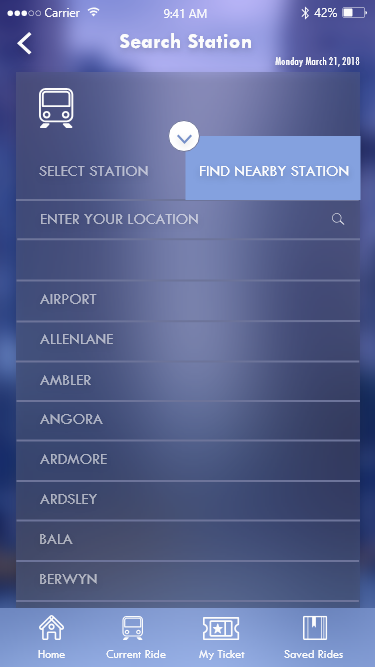 Carrier 9:41 AM 42%
Search Station
Monday March 21, 2018
SELECT STATION FIND NEARBY STATION
ENTER YOUR LOCATION
AIRPORT
ALLENLANE
AMBLER
ANGORA
ARDMORE
ARDSLEY
BALA
BERWYN
Home Current Ride My Ticket Saved Rides